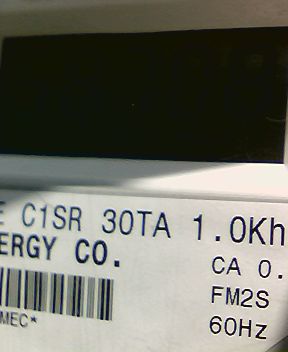 E C1SR 30TA 1.0Kh
ERGY CO.
CA 0.
FM2S
MEC*
60Hz